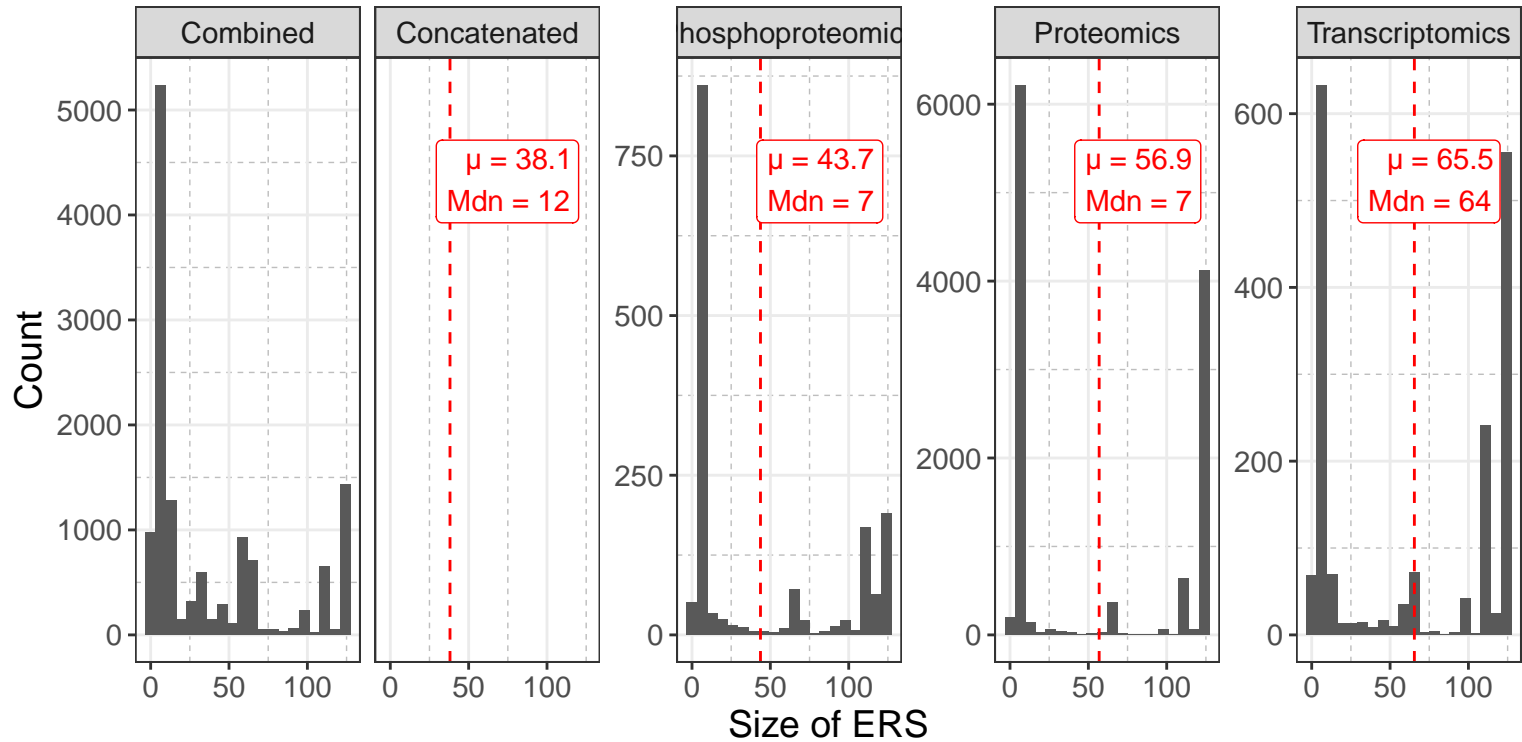 Combined
Concatenated
hosphoproteomic
Proteomics
Transcriptomics
Count
5000
4000
3000
2000
1000
0
μ = 38.1
Mdn = 12
750
500
250
0
μ = 43.7
Mdn = 7
6000
4000
2000
0
μ = 56.9
Mdn = 7
600
400
200
0
μ = 65.5
Mdn = 64
0 50 100
0 50 100
0 50 100
0 50 100
0 50 100
Size of ERS